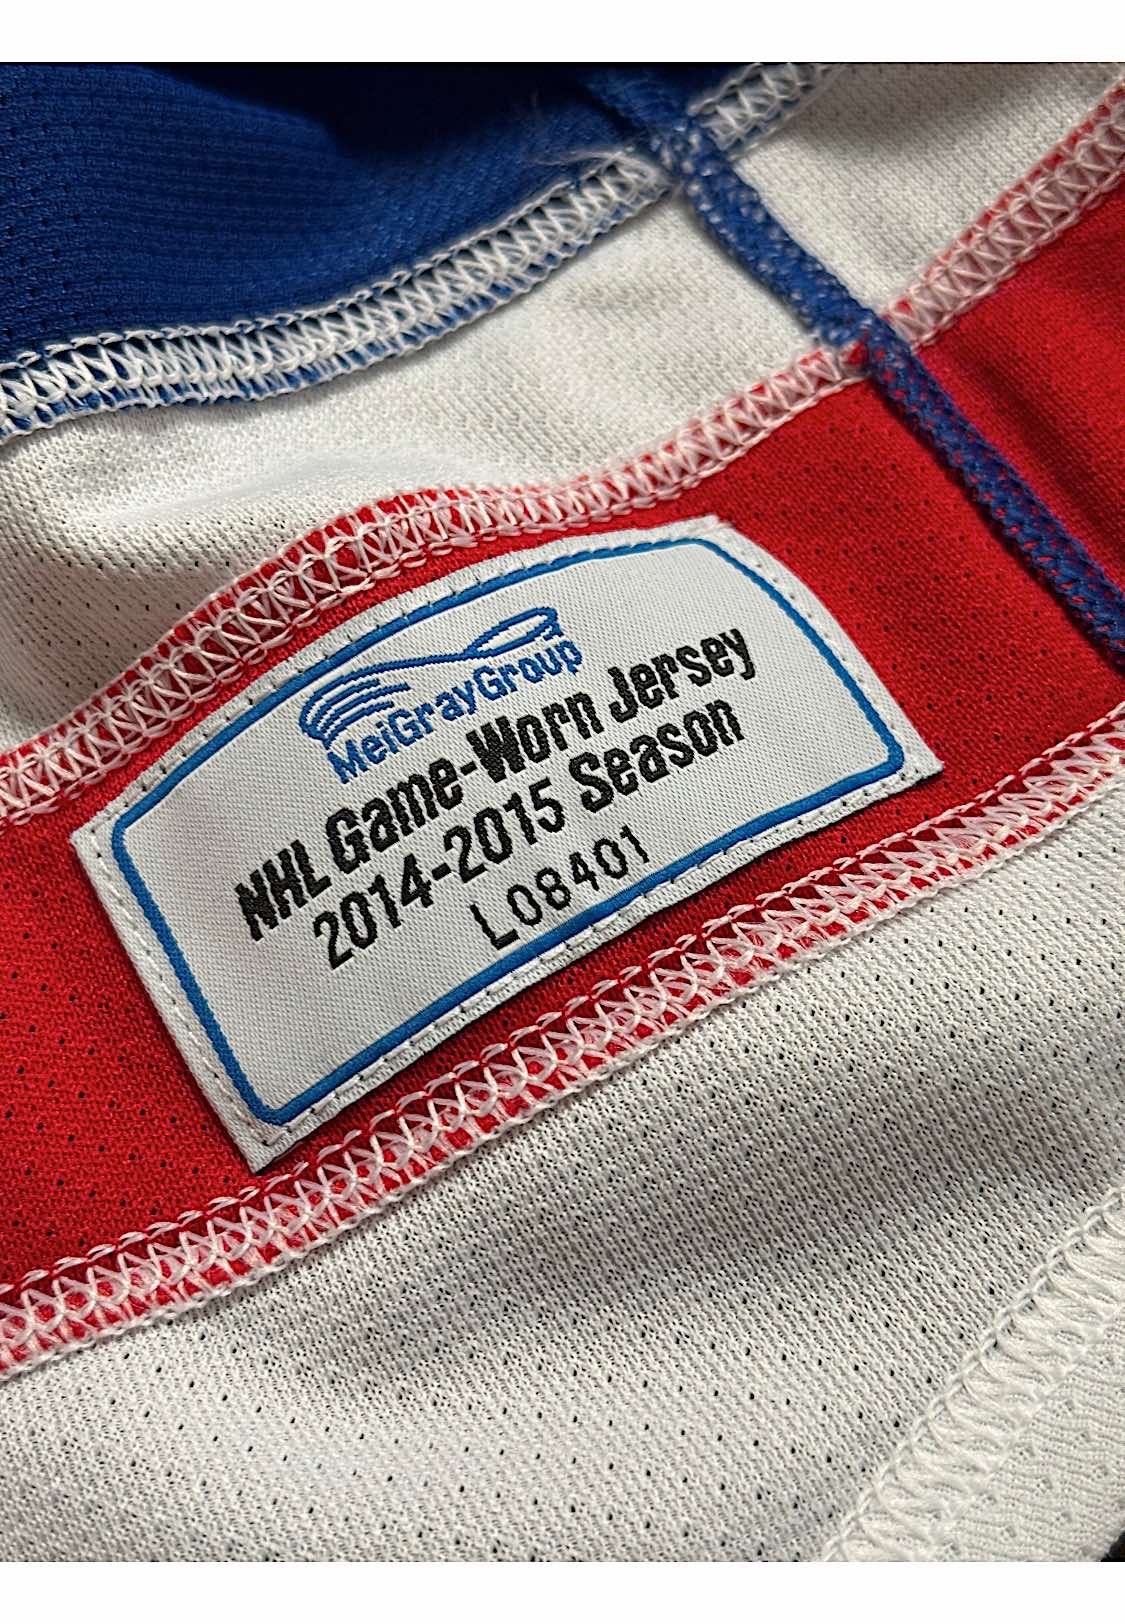 MeiGrayGroup
NHL Game-Worn Jersey
2014-2015 Season
L08401